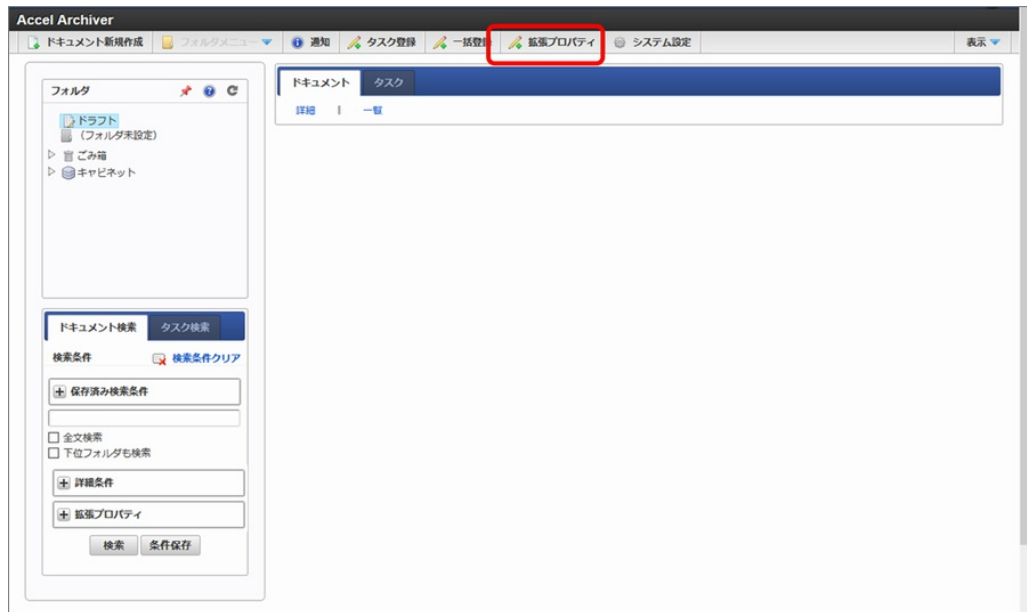 Accel Archiver
ドキュメント新規作成 フォルダメニュー 通知 タスク登録 一括登録 拡張プロパティ システム設定 表示
フォルダ
ドラフト
(フォルダ未設定)
ごみ箱
キャビネット
ドキュメント タスク
詳細 | 一覧
ドキュメント検索 タスク検索
検索条件 検索条件クリア
保存済み検索条件
全文検索
下位フォルダも検索
詳細条件
拡張プロパティ
検索 条件保存